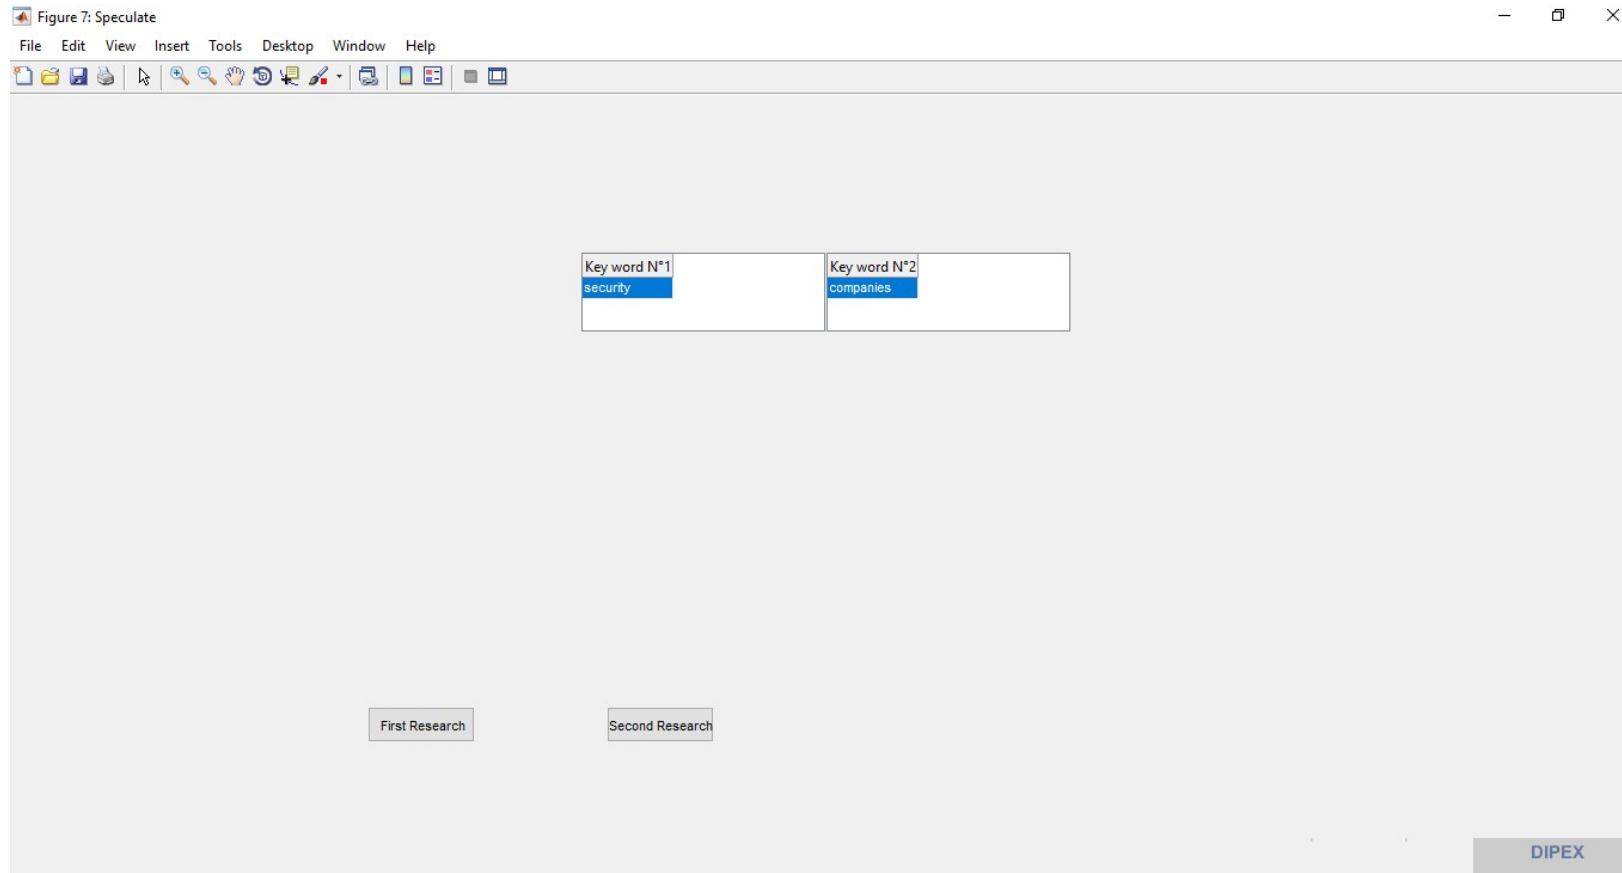 Figure 7: Speculate
File Edit View Insert Tools Desktop Window Help
Key word N°1 Key word N°2
security companies
First Research Second Research
DIPEX